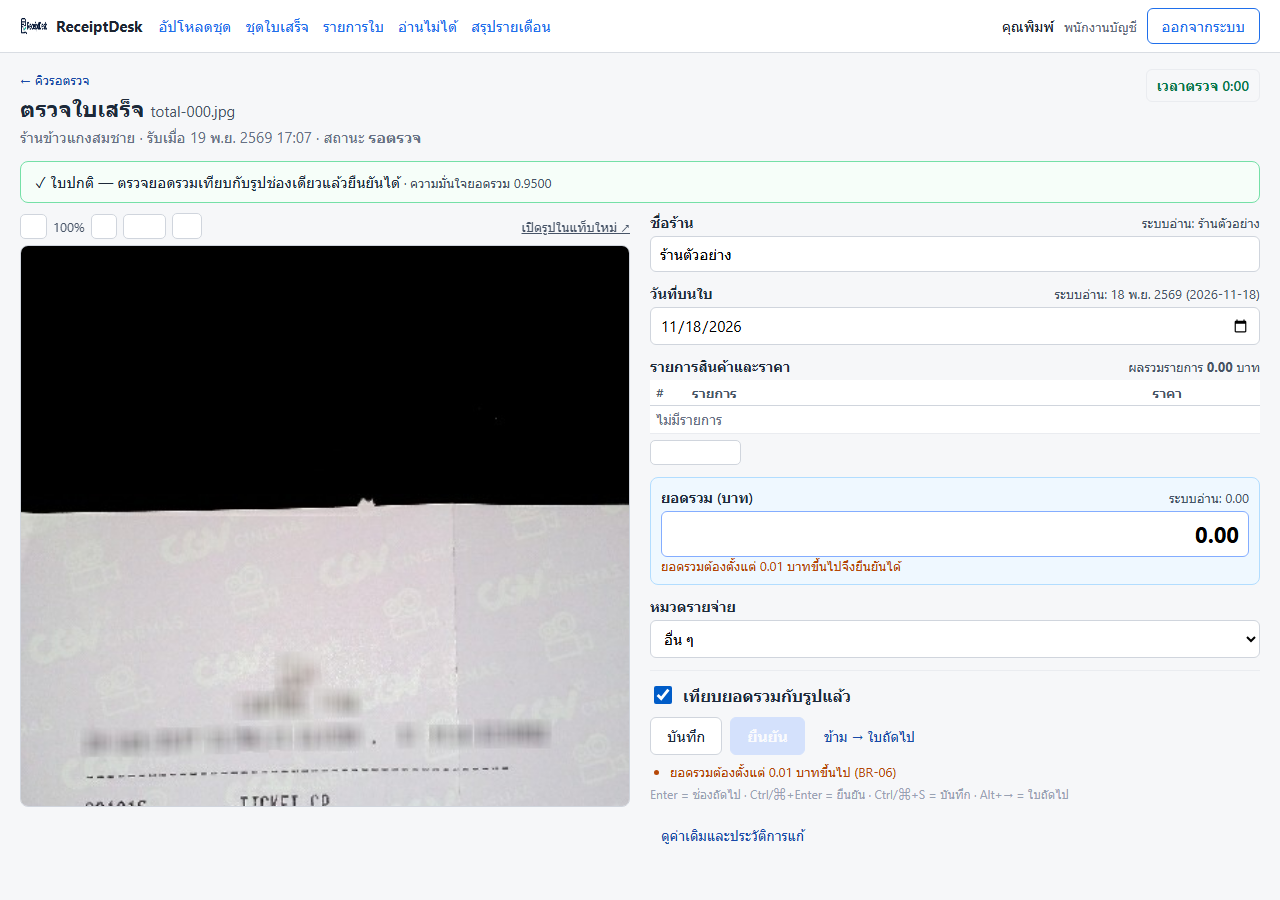 ReceiptDesk อัปโหลดชุด ชุดใบเสร็จ รายการใบ อ่านไม่ได้ สรุปรายเดือน คุณพิมพ์ พนักงานบัญชี ออกจากระบบ
← คิวรอตรวจ
เวลาตรวจ 0:00
ตรวจใบเสร็จ total-000.jpg
ร้านข้าวแกงสมชาย · รับเมื่อ 19 พ.ย. 2569 17:07 · สถานะ รอตรวจ
✓ ใบปกติ — ตรวจยอดรวมเทียบกับรูปช่องเดียวแล้วยืนยันได้ · ความมั่นใจยอดรวม 0.9500
100%
เปิดรูปในแท็บใหม่ ↗
CGV CINEMAS
CGV CINEMAS
CGV CINEMAS
CGV CINEMAS
TICKET CP
ชื่อร้าน
ระบบอ่าน: ร้านตัวอย่าง
ร้านตัวอย่าง
วันที่บนใบ
ระบบอ่าน: 18 พ.ย. 2569 (2026-11-18)
11/18/2026
รายการสินค้าและราคา
ผลรวมรายการ 0.00 บาท
# รายการ ราคา
ไม่มีรายการ
ยอดรวม (บาท)
ระบบอ่าน: 0.00
0.00
ยอดรวมต้องตั้งแต่ 0.01 บาทขึ้นไปจึงยืนยันได้
หมวดรายจ่าย
อื่น ๆ
เทียบยอดรวมกับรูปแล้ว
บันทึก ยืนยัน ข้าม → ใบถัดไป
• ยอดรวมต้องตั้งแต่ 0.01 บาทขึ้นไป (BR-06)
Enter = ช่องถัดไป · Ctrl/⌘+Enter = ยืนยัน · Ctrl/⌘+S = บันทึก · Alt+→ = ใบถัดไป
ดูค่าเดิมและประวัติการแก้